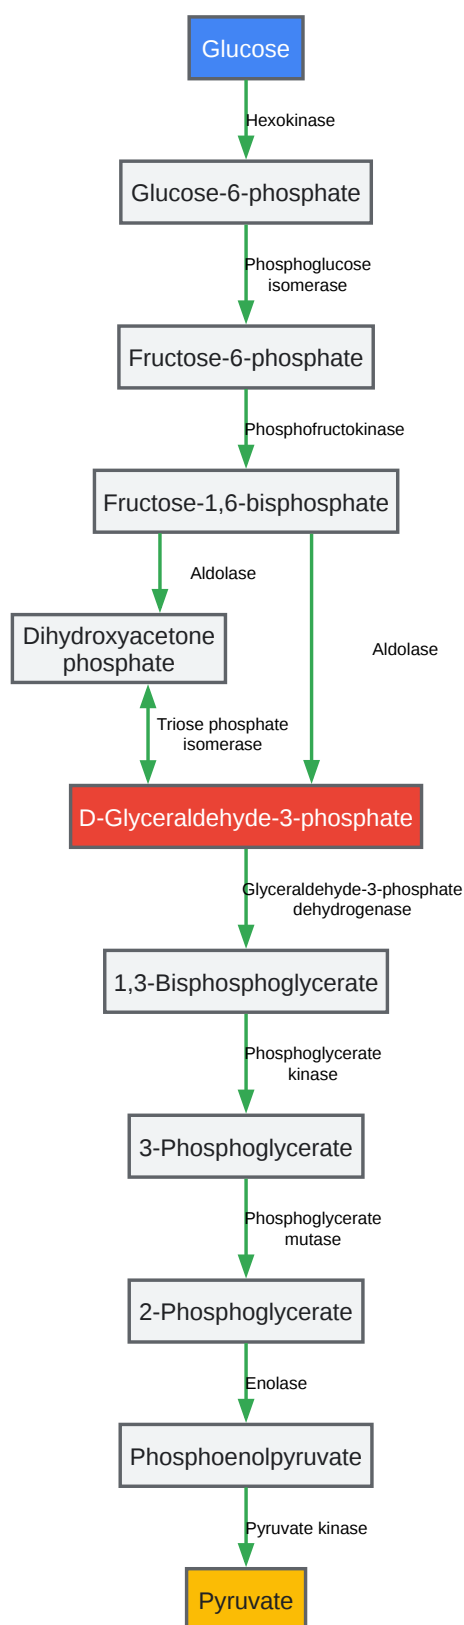 Glucose
Hexokinase
Glucose-6-phosphate
Phosphoglucose
isomerase
Fructose-6-phosphate
Phosphofructokinase
Fructose-1,6-bisphosphate
Aldolase
Dihydroxyacetone
phosphate
Aldolase
Triose phosphate
isomerase
D-Glyceraldehyde-3-phosphate
Glyceraldehyde-3-phosphate
dehydrogenase
1,3-Bisphosphoglycerate
Phosphoglycerate
kinase
3-Phosphoglycerate
Phosphoglycerate
mutase
2-Phosphoglycerate
Enolase
Phosphoenolpyruvate
Pyruvate kinase
Pyruvate